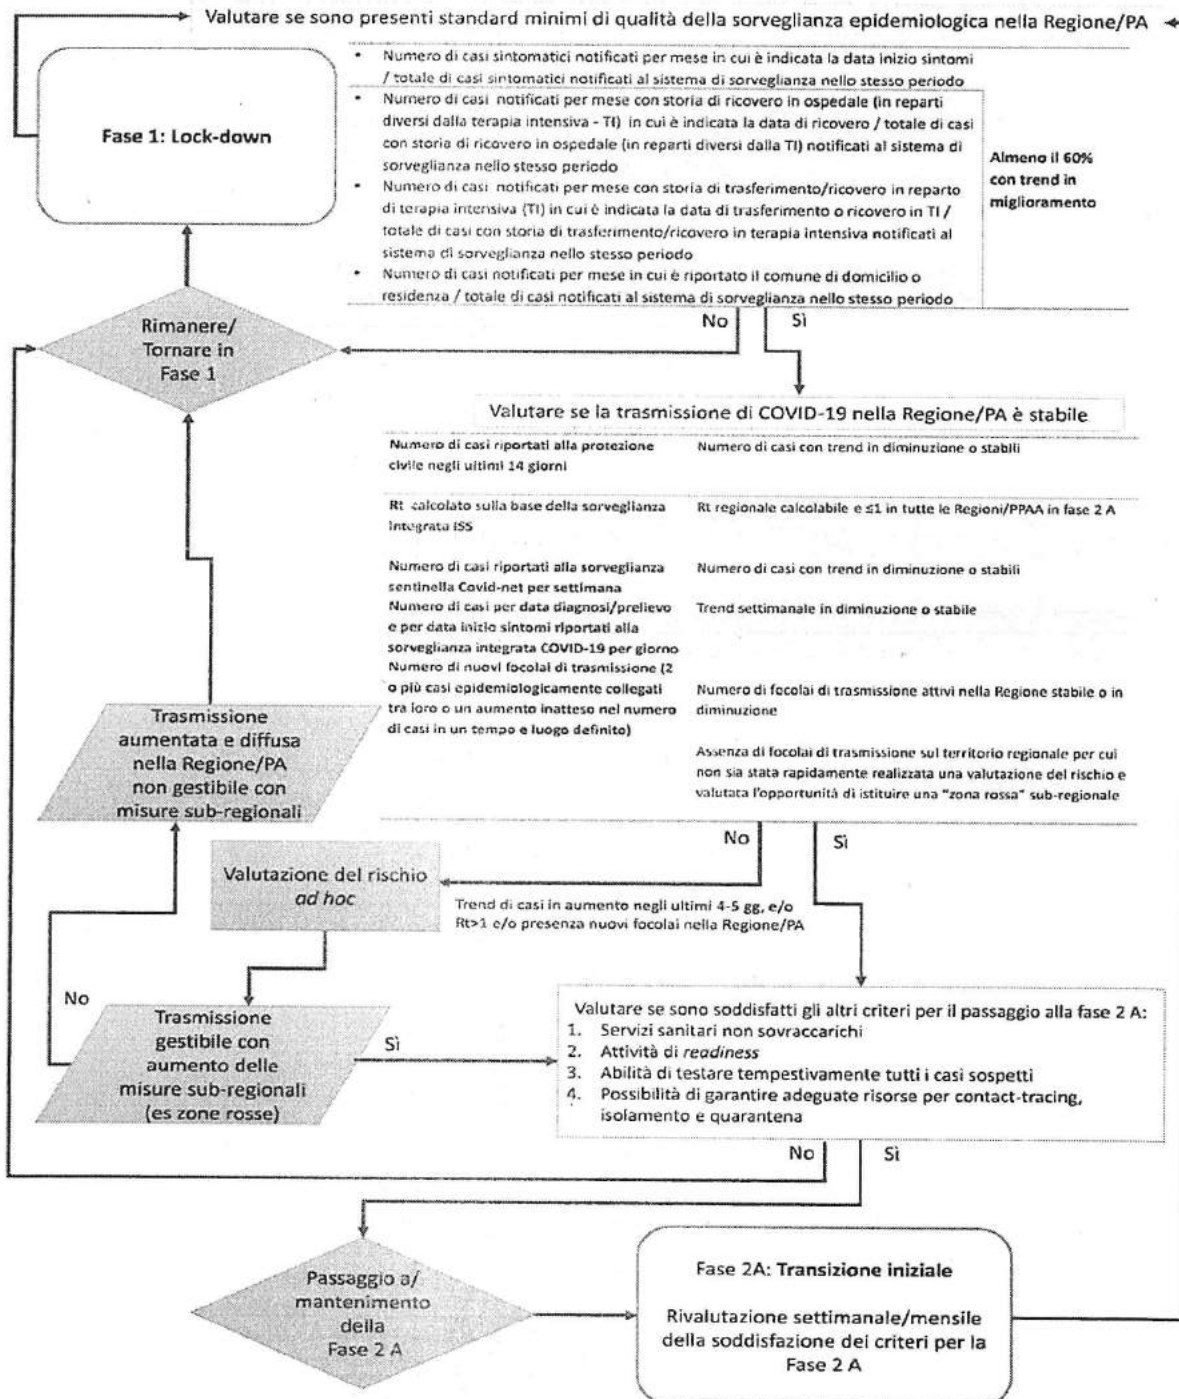 Valutare se sono presenti standard minimi di qualità della sorveglianza epidemiologica nella Regione/PA
Fase 1: Lock-down
• Numero di casi sintomatici notificati per mese in cui è indicata la data inizio sintomi
/ totale di casi sintomatici notificati al sistema di sorveglianza nello stesso periodo
• Numero di casi notificati per mese con storia di ricovero in ospedale (in reparti
diversi dalla terapia intensiva - TI) in cui è indicata la data di ricovero / totale di casi
con storia di ricovero in ospedale (in reparti diversi dalla TI) notificati al sistema di
sorveglianza nello stesso periodo
• Numero di casi notificati per mese con storia di trasferimento/ricovero in reparto
di terapia intensiva (TI) in cui è indicata la data di trasferimento o ricovero in TI /
totale di casi con storia di trasferimento/ricovero in terapia intensiva notificati al
sistema di sorveglianza nello stesso periodo
• Numero di casi notificati per mese in cui è riportato il comune di domicilio o
residenza / totale di casi notificati al sistema di sorveglianza nello stesso periodo
Almeno il 60%
con trend in
miglioramento
No
Sì
Rimanere/
Tornare in
Fase 1
Valutare se la trasmissione di COVID-19 nella Regione/PA è stabile
Numero di casi riportati alla protezione
civile negli ultimi 14 giorni
Numero di casi con trend in diminuzione o stabili
Rt calcolato sulla base della sorveglianza
integrata ISS
Rt regionale calcolabile e ≤1 in tutte le Regioni/PPAA in fase 2 A
Numero di casi riportati alla sorveglianza
sentinella Covid-net per settimana
Numero di casi con trend in diminuzione o stabili
Numero di casi per data diagnosi/prelievo
e per data inizio sintomi riportati alla
sorveglianza integrata COVID-19 per giorno
Trend settimanale in diminuzione o stabile
Numero di nuovi focolai di trasmissione (2
o più casi epidemiologicamente collegati
tra loro o un aumento inatteso nel numero
di casi in un tempo e luogo definito)
Numero di focolai di trasmissione attivi nella Regione stabile o in
diminuzione
Assenza di focolai di trasmissione sul territorio regionale per cui
non sia stata rapidamente realizzata una valutazione del rischio e
valutata l'opportunità di istituire una "zona rossa" sub-regionale
Trasmissione
aumentata e diffusa
nella Regione/PA
non gestibile con
misure sub-regionali
No
Sì
Valutazione del rischio
ad hoc
Trend di casi in aumento negli ultimi 4-5 gg, e/o
Rt>1 e/o presenza nuovi focolai nella Regione/PA
No
Trasmissione
gestibile con
aumento delle
misure sub-regionali
(es zone rosse)
Sì
Valutare se sono soddisfatti gli altri criteri per il passaggio alla fase 2 A:
1. Servizi sanitari non sovraccarichi
2. Attività di readiness
3. Abilità di testare tempestivamente tutti i casi sospetti
4. Possibilità di garantire adeguate risorse per contact-tracing,
isolamento e quarantena
No
Sì
Passaggio a/
mantenimento
della
Fase 2 A
Fase 2A: Transizione iniziale
Rivalutazione settimanale/mensile
della soddisfazione dei criteri per la
Fase 2 A